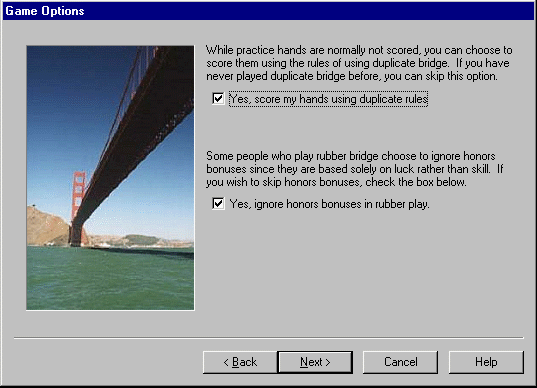 Game Options
While practice hands are normally not scored, you can choose to
score them using the rules of using duplicate bridge. If you have
never played duplicate bridge before, you can skip this option.
Yes, score my hands using duplicate rules
Some people who play rubber bridge choose to ignore honors
bonuses since they are based solely on luck rather than skill. If
you wish to skip honors bonuses, check the box below.
Yes, ignore honors bonuses in rubber play.
< Back
Next >
Cancel
Help